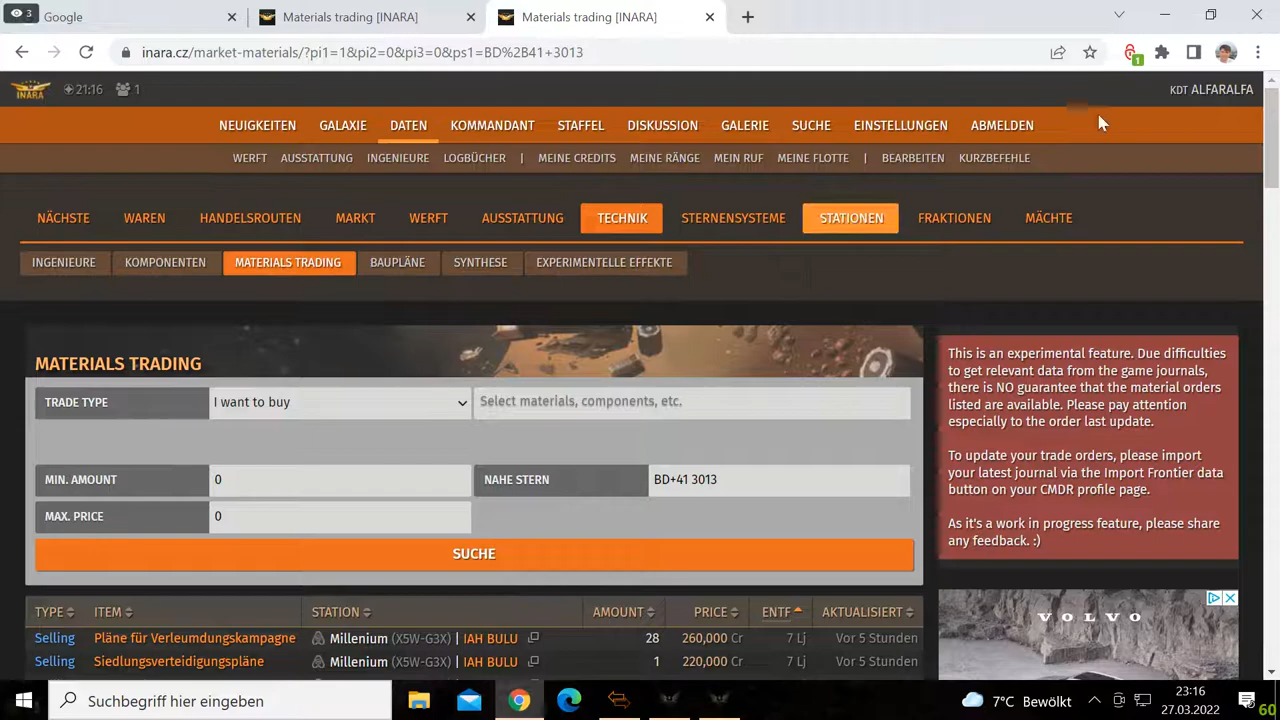 3
Google
Materials trading [INARA]
Materials trading [INARA]
inara.cz/market-materials/?pi1=1&pi2=0&pi3=0&ps1=BD%2B41+3013
1
INARA
21:16
1
KDT ALFARALFA
NEUIGKEITEN GALAXIE DATEN KOMMANDANT STAFFEL DISKUSSION GALERIE SUCHE EINSTELLUNGEN ABMELDEN
WERFT AUSSTATTUNG INGENIEURE LOGBÜCHER | MEINE CREDITS MEINE RÄNGE MEIN RUF MEINE FLOTTE | BEARBEITEN KURZBEFEHLE
NÄCHSTE WAREN HANDELSROUTEN MARKT WERFT AUSSTATTUNG TECHNIK STERNENSYSTEME STATIONEN FRAKTIONEN MÄCHTE
INGENIEURE KOMPONENTEN MATERIALS TRADING BAUPLÄNE SYNTHESE EXPERIMENTELLE EFFEKTE
MATERIALS TRADING
TRADE TYPE I want to buy Select materials, components, etc.
MIN. AMOUNT 0 NAHE STERN BD+41 3013
MAX. PRICE 0
SUCHE
TYPE ITEM STATION AMOUNT PRICE ENTF AKTUALISIERT
Selling Pläne für Verleumdungskampagne Millenium (X5W-G3X) | IAH BULU 28 260,000 Cr 7 Lj Vor 5 Stunden
Selling Siedlungsverteidigungspläne Millenium (X5W-G3X) | IAH BULU 1 220,000 Cr 7 Lj Vor 5 Stunden
This is an experimental feature. Due difficulties
to get relevant data from the game journals,
there is NO guarantee that the material orders
listed are available. Please pay attention
especially to the order last update.
To update your trade orders, please import
your latest journal via the Import Frontier data
button on your CMDR profile page.
As it's a work in progress feature, please share
any feedback. :)
VOLVO
Suchbegriff hier eingeben
7°C Bewölkt
23:16
27.03.2022
60